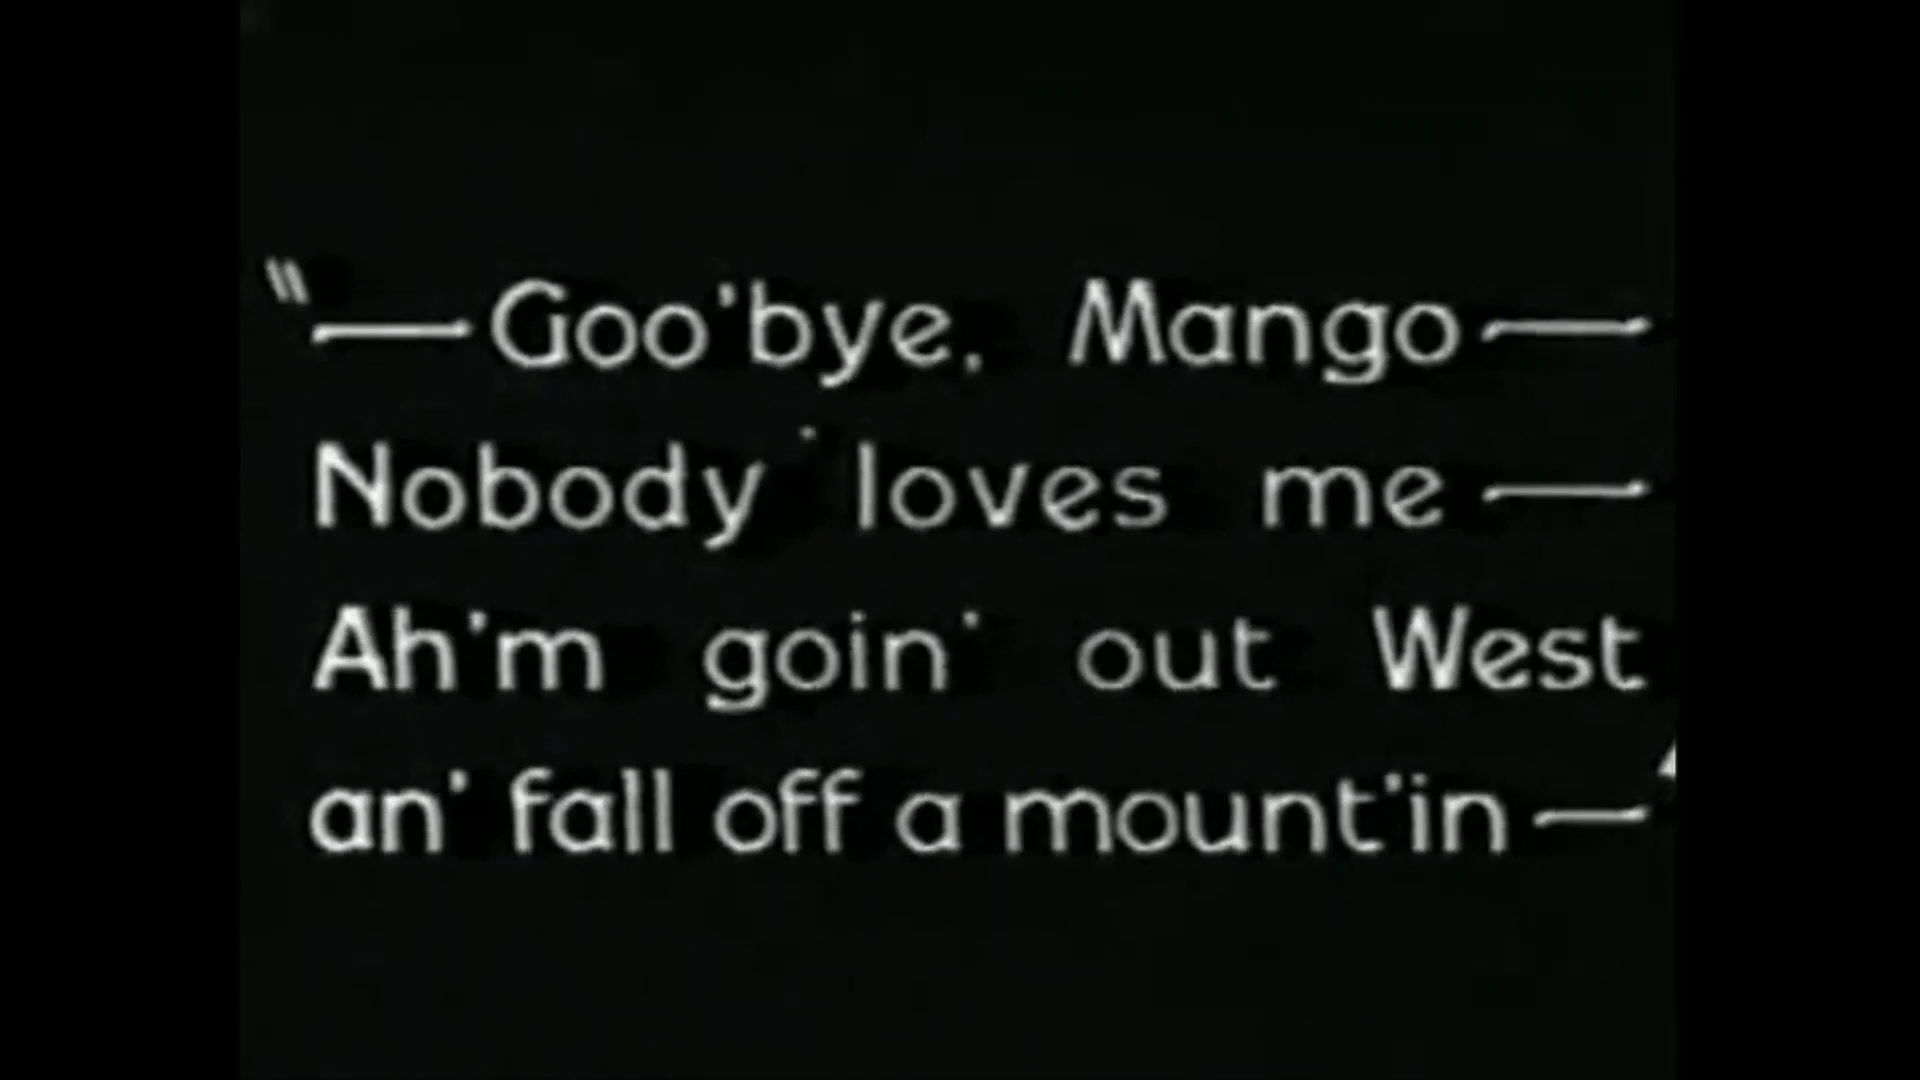 "—Goo'bye, Mango—
Nobody loves me—
Ah'm goin' out West
an' fall off a mount'in—"